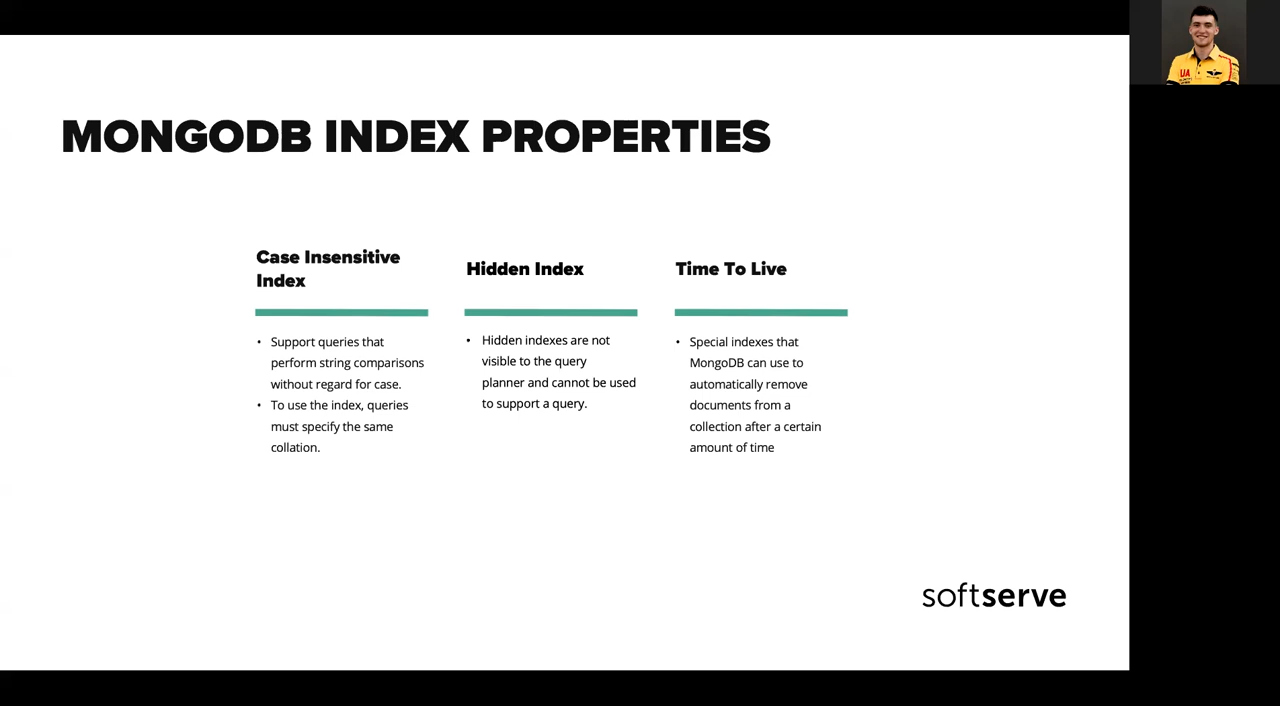 MONGODB INDEX PROPERTIES
Case Insensitive
Index
• Support queries that
perform string comparisons
without regard for case.
• To use the index, queries
must specify the same
collation.
Hidden Index
• Hidden indexes are not
visible to the query
planner and cannot be used
to support a query.
Time To Live
• Special indexes that
MongoDB can use to
automatically remove
documents from a
collection after a certain
amount of time
softserve
UA